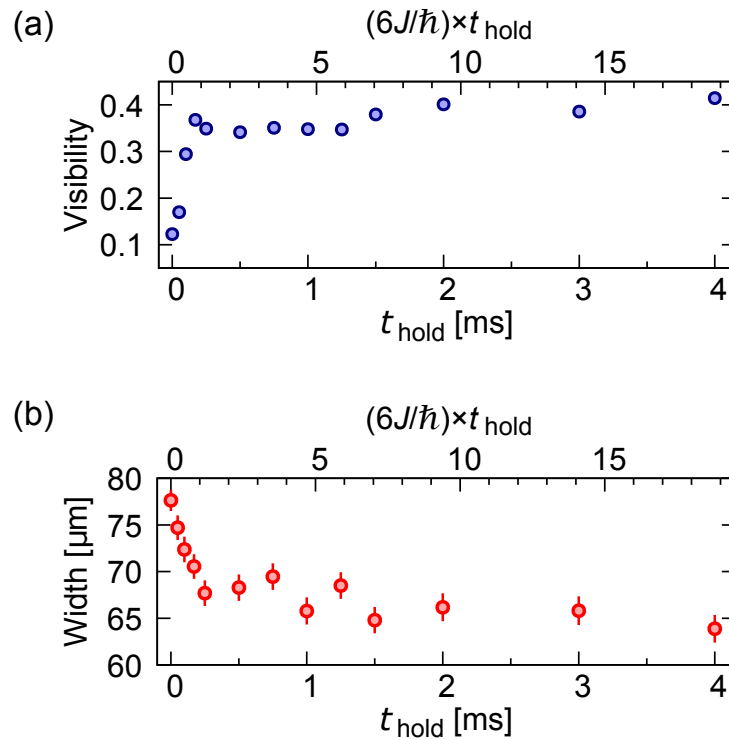 (a)
(6J/ħ)×t hold
0 5 10 15
0.4
0.3
0.2
0.1
Visibility
0 1 2 3 4
t hold [ms]
(b)
(6J/ħ)×t hold
0 5 10 15
80
75
70
65
60
Width [µm]
0 1 2 3 4
t hold [ms]